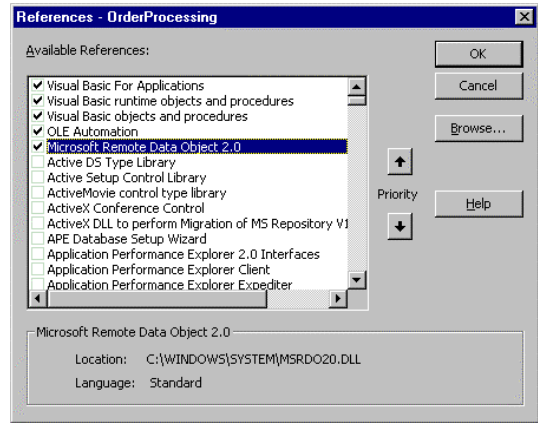 References - OrderProcessing
Available References:
OK
Cancel
Browse...
Help
Priority
Visual Basic For Applications
Visual Basic runtime objects and procedures
Visual Basic objects and procedures
OLE Automation
Microsoft Remote Data Object 2.0
Active DS Type Library
Active Setup Control Library
ActiveMovie control type library
ActiveX Conference Control
ActiveX DLL to perform Migration of MS Repository V1
APE Database Setup Wizard
Application Performance Explorer 2.0 Interfaces
Application Performance Explorer Client
Application Performance Explorer Expediter
Microsoft Remote Data Object 2.0
Location: C:\WINDOWS\SYSTEM\MSRDO20.DLL
Language: Standard